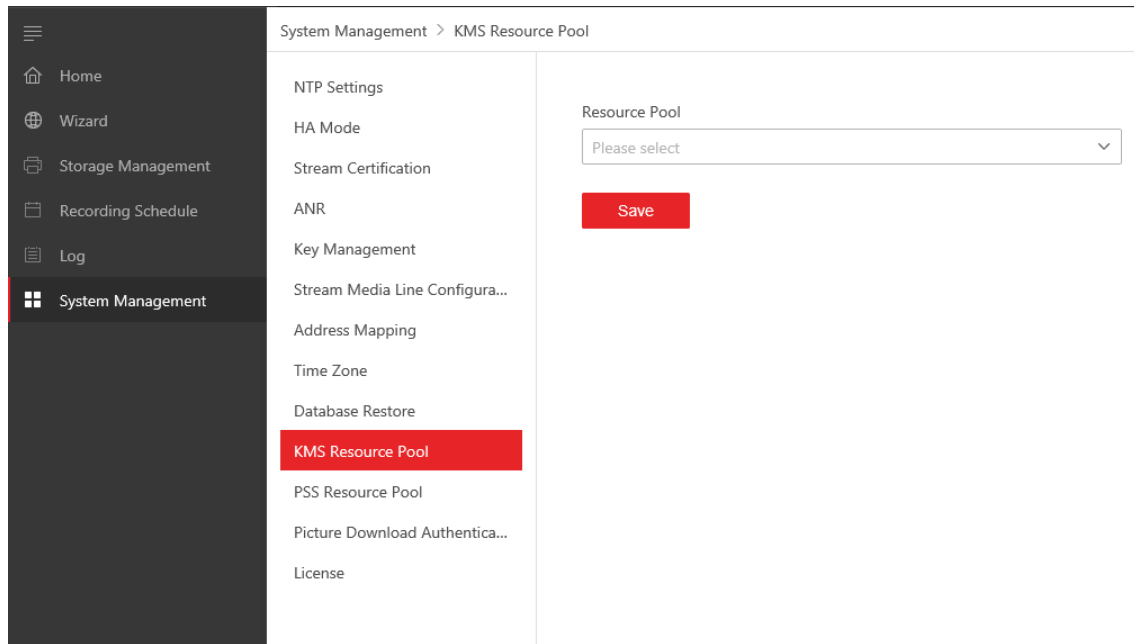 System Management > KMS Resource Pool
Home
Wizard
Storage Management
Recording Schedule
Log
System Management
NTP Settings
HA Mode
Stream Certification
ANR
Key Management
Stream Media Line Configura...
Address Mapping
Time Zone
Database Restore
KMS Resource Pool
PSS Resource Pool
Picture Download Authentica...
License
Resource Pool
Please select
Save